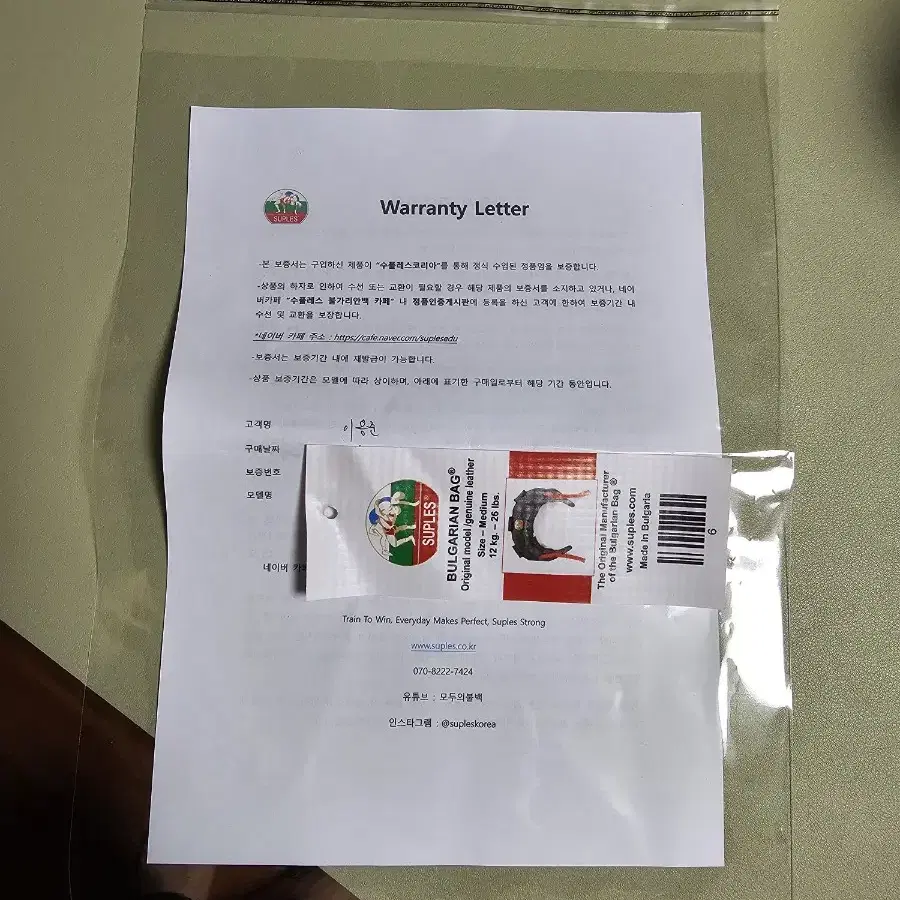 SUPLES
Warranty Letter
-본 보증서는 구입하신 제품이 "수플레스코리아"를 통해 정식 수입된 정품임을 보증합니다.
-상품의 하자로 인하여 수선 또는 교환이 필요할 경우 해당 제품의 보증서를 소지하고 있거나, 네이
버카페 "수플레스 불가리안백 카페" 나 정품인증게시판에 등록을 하신 고객에 한하여 보증기간 내
수선 및 교환을 보장합니다.
*네이버 카페 주소 : https://cafe.naver.com/suplesedu
-보증서는 보증기간 내에 재발급이 가능합니다.
-상품 보증기간은 모델에 따라 상이하며, 아래에 표기한 구매일로부터 해당 기간 동안입니다.
고객명
구매날짜
보증번호
모델명
네이버
SUPLES®
BULGARIAN BAG®
Original model /genuine leather
Size – Medium
12 kg. – 26 lbs.
The Original Manufacturer
of the Bulgarian Bag ®
www.suples.com
Made in Bulgaria
6
Train To Win, Everyday Makes Perfect, Suples Strong
www.suples.co.kr
070-8222-7424
유튜브 : 모두의불백
인스타그램 : @supleskorea